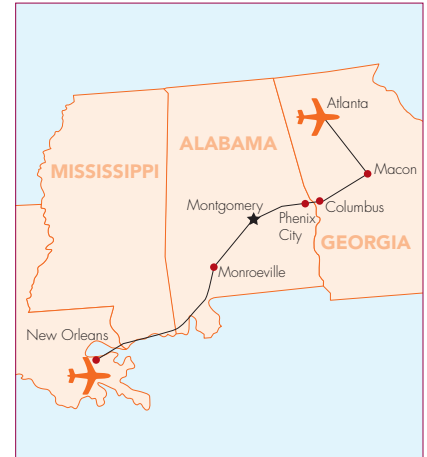 Atlanta
ALABAMA
MISSISSIPPI
Macon
Montgomery
Columbus
Phenix
City
GEORGIA
Monroeville
New Orleans